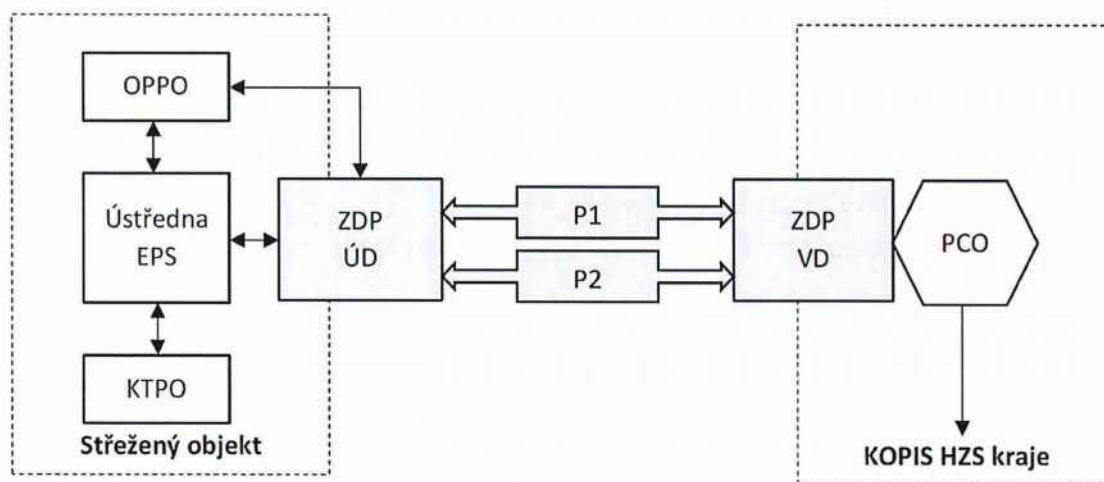 OPPO
Ústředna
EPS
KTPO
Střežený objekt
ZDP
ÚD
P1
P2
ZDP
VD
PCO
KOPIS HZS kraje